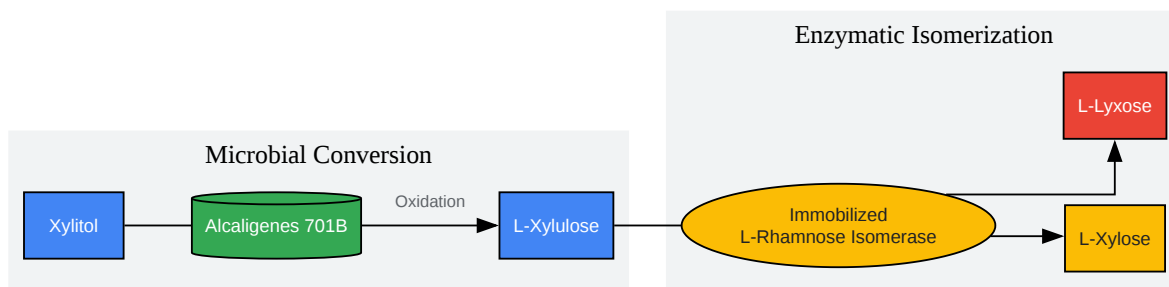 Enzymatic Isomerization
L-Lyxose
Microbial Conversion
Xylitol
Alcaligenes 701B
Oxidation
L-Xylulose
Immobilized
L-Rhamnose Isomerase
L-Xylose